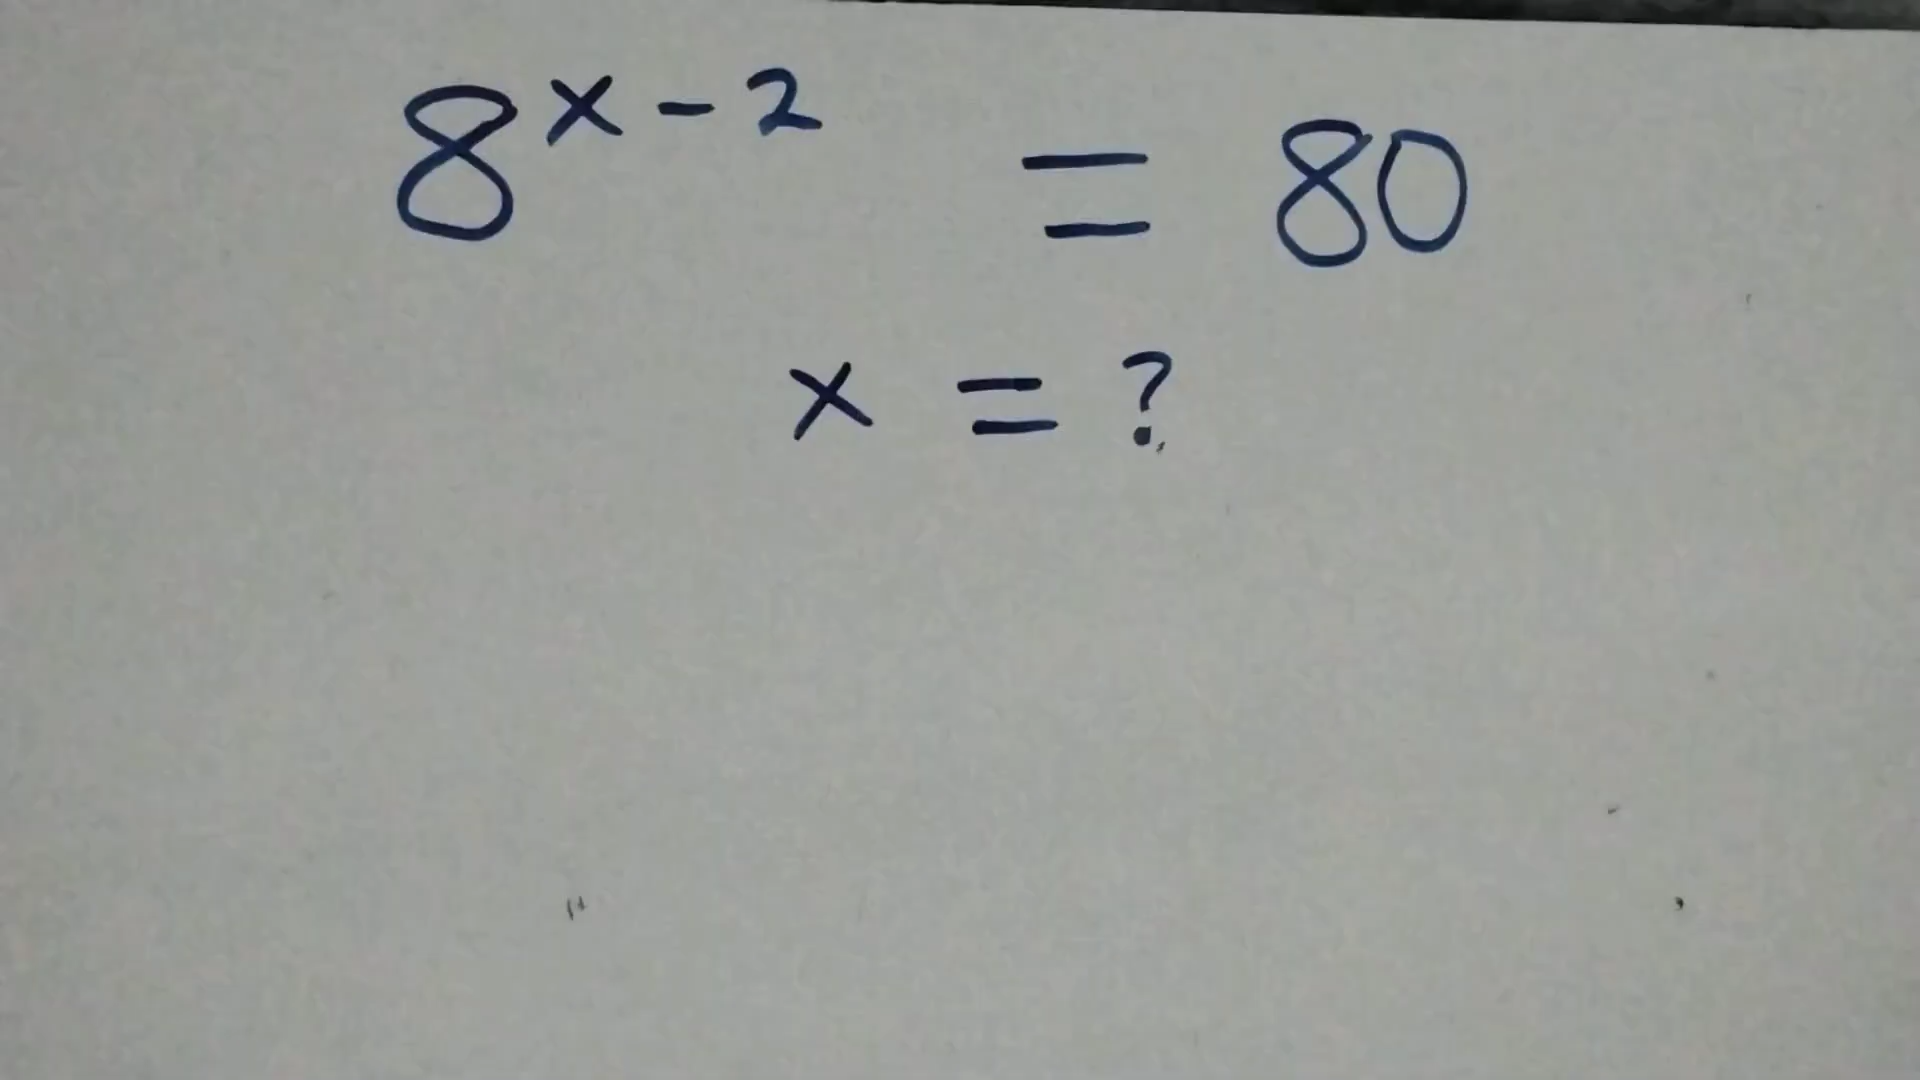 8^{x-2} = 80
x = ?